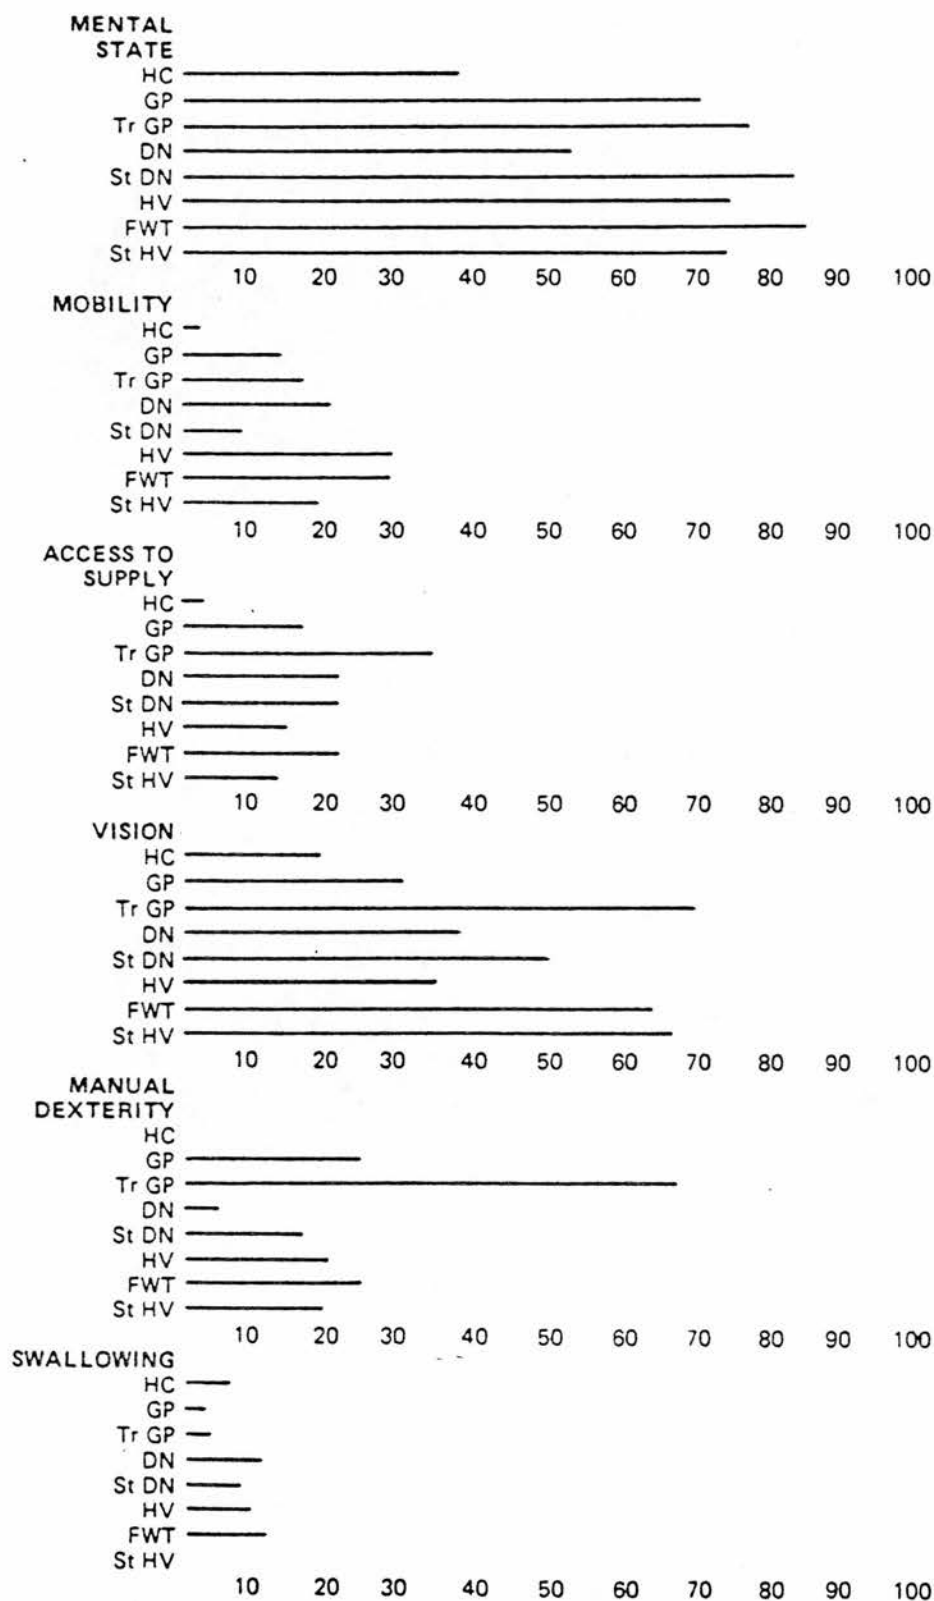 MENTAL
STATE
HC
GP
Tr GP
DN
St DN
HV
FWT
St HV
10 20 30 40 50 60 70 80 90 100
MOBILITY
HC
GP
Tr GP
DN
St DN
HV
FWT
St HV
10 20 30 40 50 60 70 80 90 100
ACCESS TO
SUPPLY
HC
GP
Tr GP
DN
St DN
HV
FWT
St HV
10 20 30 40 50 60 70 80 90 100
VISION
HC
GP
Tr GP
DN
St DN
HV
FWT
St HV
10 20 30 40 50 60 70 80 90 100
MANUAL
DEXTERITY
HC
GP
Tr GP
DN
St DN
HV
FWT
St HV
10 20 30 40 50 60 70 80 90 100
SWALLOWING
HC
GP
Tr GP
DN
St DN
HV
FWT
St HV
10 20 30 40 50 60 70 80 90 100